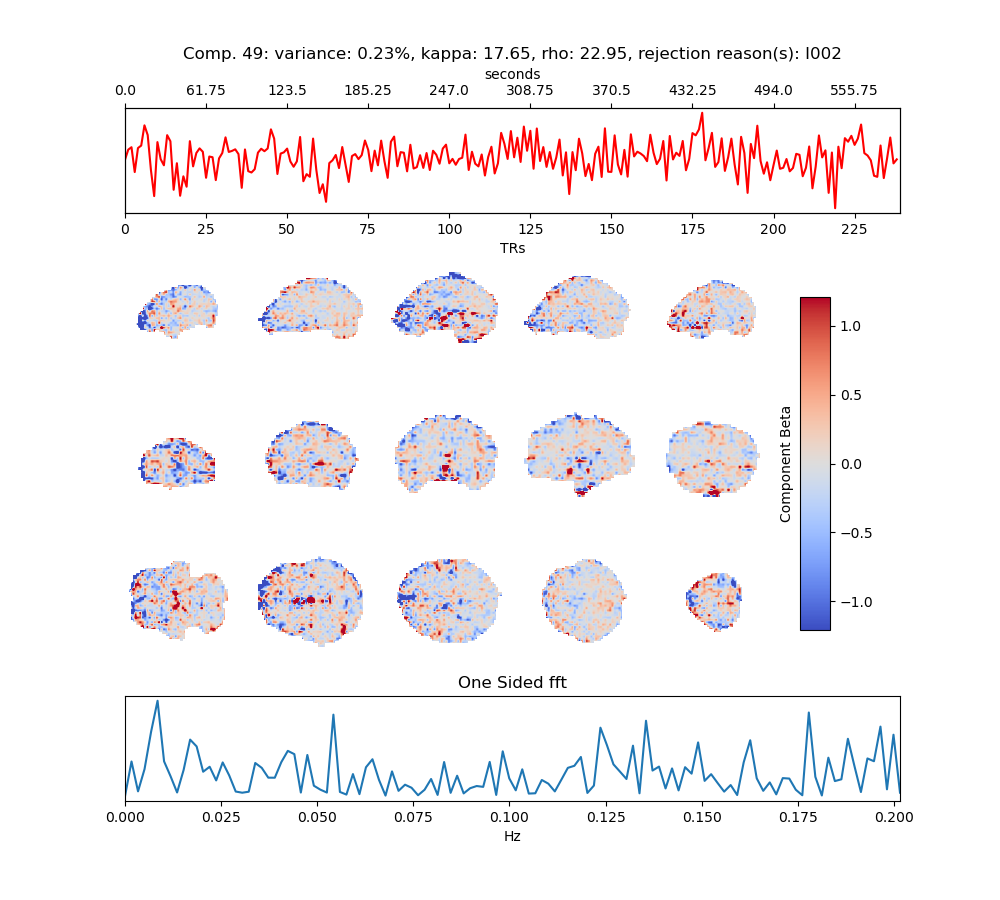 Comp. 49: variance: 0.23%, kappa: 17.65, rho: 22.95, rejection reason(s): I002
seconds
0.0 61.75 123.5 185.25 247.0 308.75 370.5 432.25 494.0 555.75
0 25 50 75 100 125 150 175 200 225
TRs
1.0
0.5
0.0
−0.5
−1.0
Component Beta
One Sided fft
0.000 0.025 0.050 0.075 0.100 0.125 0.150 0.175 0.200
Hz